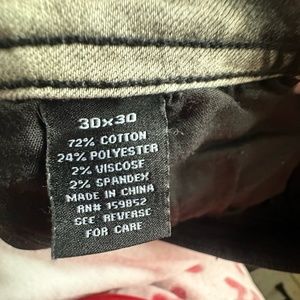 30x30
72% COTTON
24% POLYESTER
2% VISCOSE
2% SPANDEX
MADE IN CHINA
RN# 159852
SEE REVERSE
FOR CARE